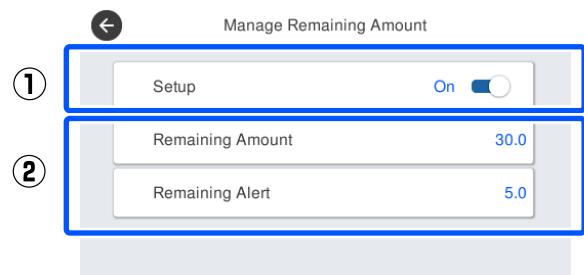 Manage Remaining Amount
①
Setup On
②
Remaining Amount 30.0
Remaining Alert 5.0